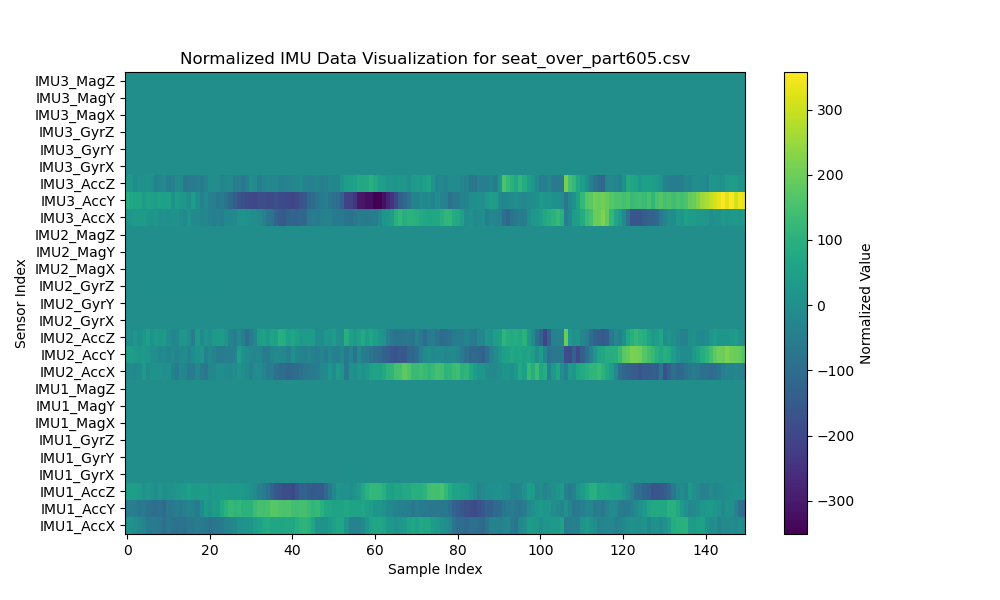 Normalized IMU Data Visualization for seat_over_part605.csv
IMU3_MagZ
IMU3_MagY
IMU3_MagX
IMU3_GyrZ
IMU3_GyrY
IMU3_GyrX
IMU3_AccZ
IMU3_AccY
IMU3_AccX
IMU2_MagZ
IMU2_MagY
IMU2_MagX
IMU2_GyrZ
IMU2_GyrY
IMU2_GyrX
IMU2_AccZ
IMU2_AccY
IMU2_AccX
IMU1_MagZ
IMU1_MagY
IMU1_MagX
IMU1_GyrZ
IMU1_GyrY
IMU1_GyrX
IMU1_AccZ
IMU1_AccY
IMU1_AccX
Sensor Index
0 20 40 60 80 100 120 140
Sample Index
300
200
100
0
−100
−200
−300
Normalized Value